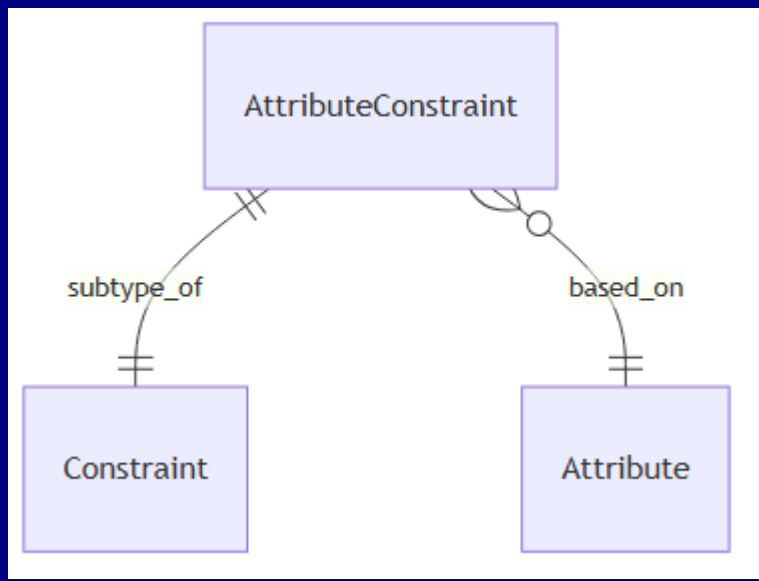 AttributeConstraint
subtype_of
based_on
Constraint
Attribute